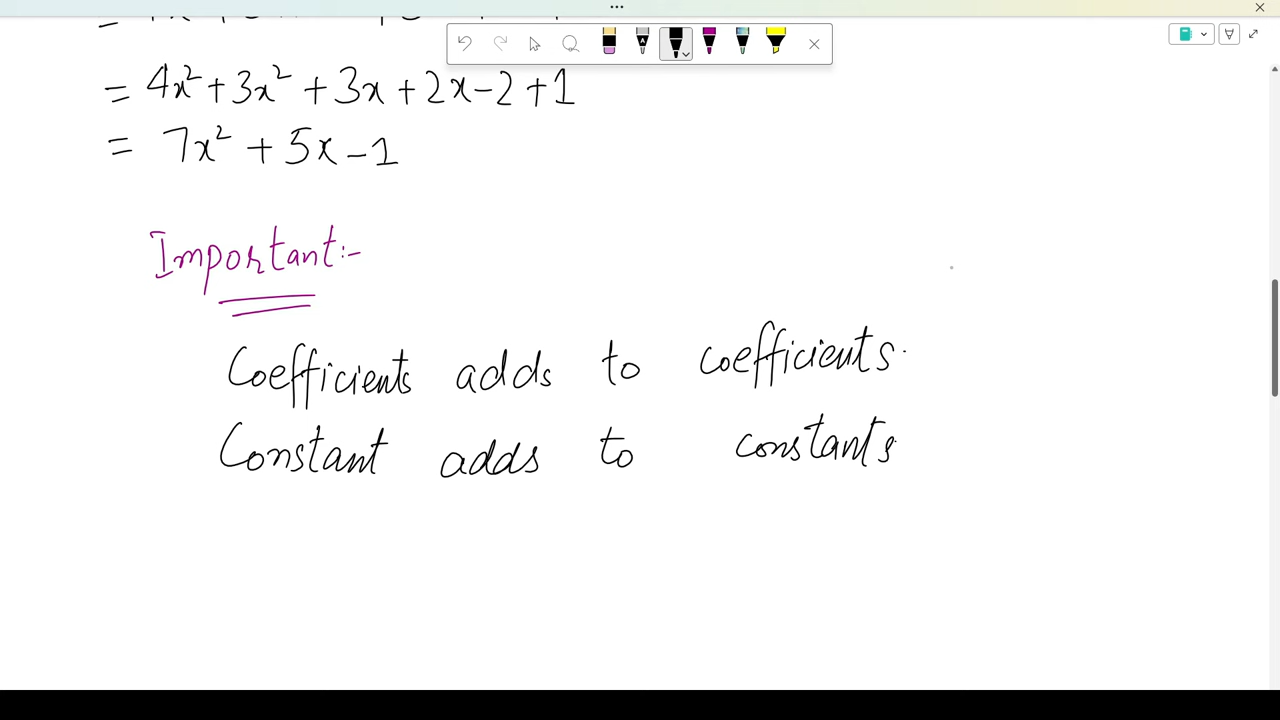 = 4x² + 3x² + 3x + 2x - 2 + 1
= 7x² + 5x - 1
Important:-
Coefficients adds to coefficients.
Constant adds to constants